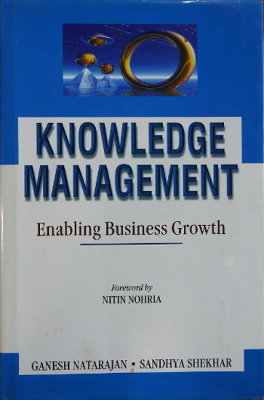 KNOWLEDGE
MANAGEMENT
Enabling Business Growth
Foreword by
NITIN NOHRIA
GANESH NATARAJAN • SANDHYA SHEKHAR